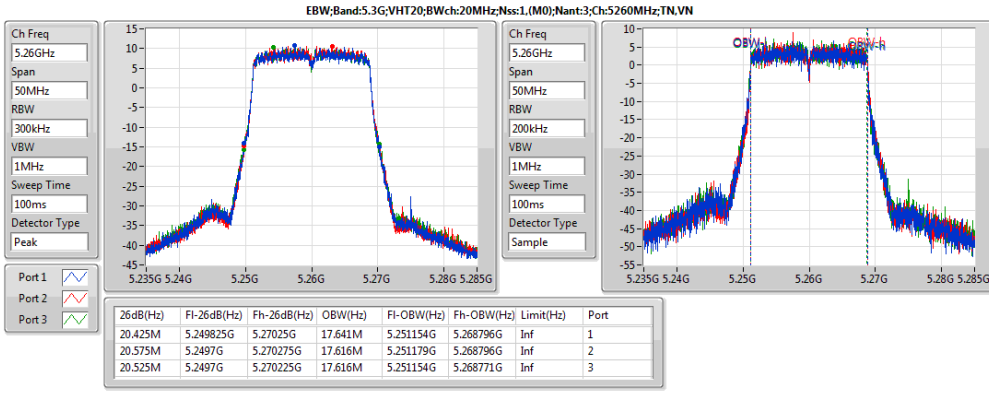 EBW;Band:5.3G;VHT20;BWch:20MHz;Nss:1,(M0);Nant:3;Ch:5260MHz;TN,VN
Ch Freq
5.26GHz
Span
50MHz
RBW
300kHz
VBW
1MHz
Sweep Time
100ms
Detector Type
Peak
15
10
5
0
-5
-10
-15
-20
-25
-30
-35
-40
-45
5.235G 5.24G 5.25G 5.26G 5.27G 5.28G 5.285G
Ch Freq
5.26GHz
Span
50MHz
RBW
200kHz
VBW
1MHz
Sweep Time
100ms
Detector Type
Sample
10
5
0
-5
-10
-15
-20
-25
-30
-35
-40
-45
-50
-55
5.235G 5.24G 5.25G 5.26G 5.27G 5.28G 5.285G
Port 1
Port 2
Port 3
26dB(Hz) Fl-26dB(Hz) Fh-26dB(Hz) OBW(Hz) Fl-OBW(Hz) Fh-OBW(Hz) Limit(Hz) Port
20.425M 5.249825G 5.27025G 17.641M 5.251154G 5.268796G Inf 1
20.575M 5.2497G 5.270275G 17.616M 5.251179G 5.268796G Inf 2
20.525M 5.2497G 5.270225G 17.616M 5.251154G 5.268771G Inf 3